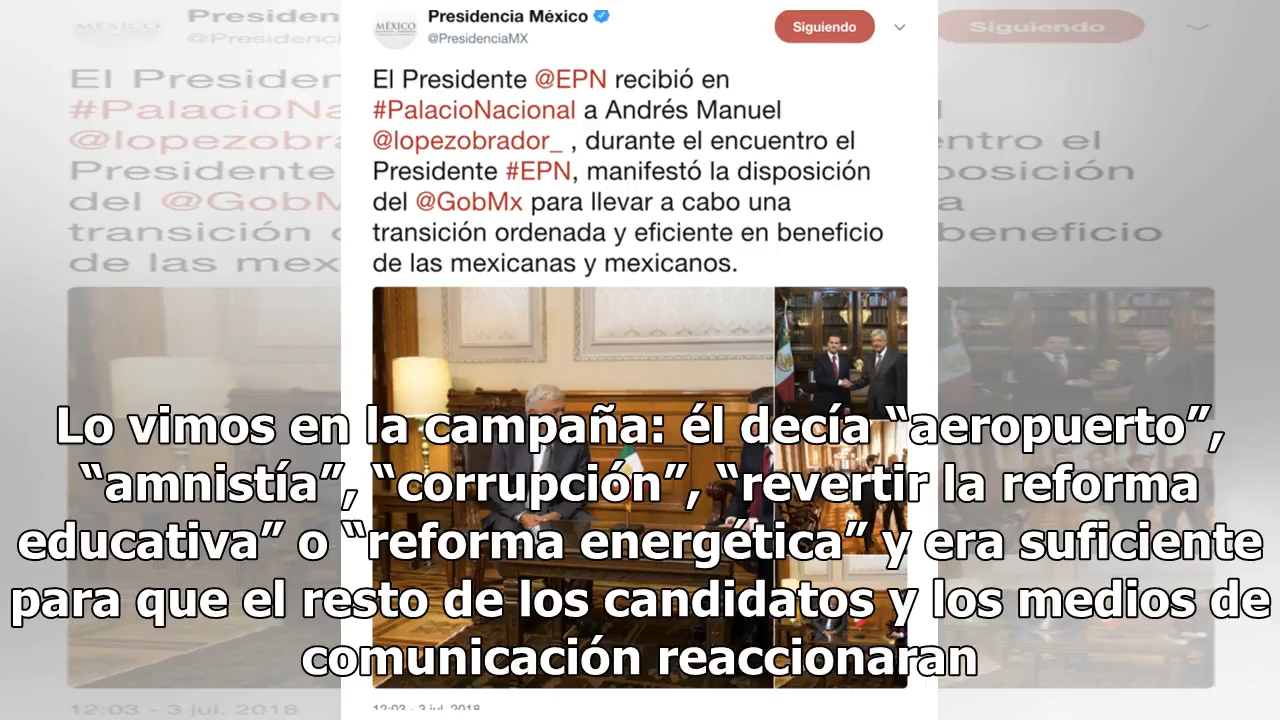 Presidencia México
@PresidenciaMX
MÉXICO
Siguiendo
El Presidente @EPN recibió en
#PalacioNacional a Andrés Manuel
@lopezobrador_ , durante el encuentro el
Presidente #EPN, manifestó la disposición
del @GobMx para llevar a cabo una
transición ordenada y eficiente en beneficio
de las mexicanas y mexicanos.
Lo vimos en la campaña: él decía “aeropuerto”,
“amnistía”, “corrupción”, “revertir la reforma
educativa” o “reforma energética” y era suficiente
para que el resto de los candidatos y los medios de
comunicación reaccionaran
12:03 - 3 jul. 2018